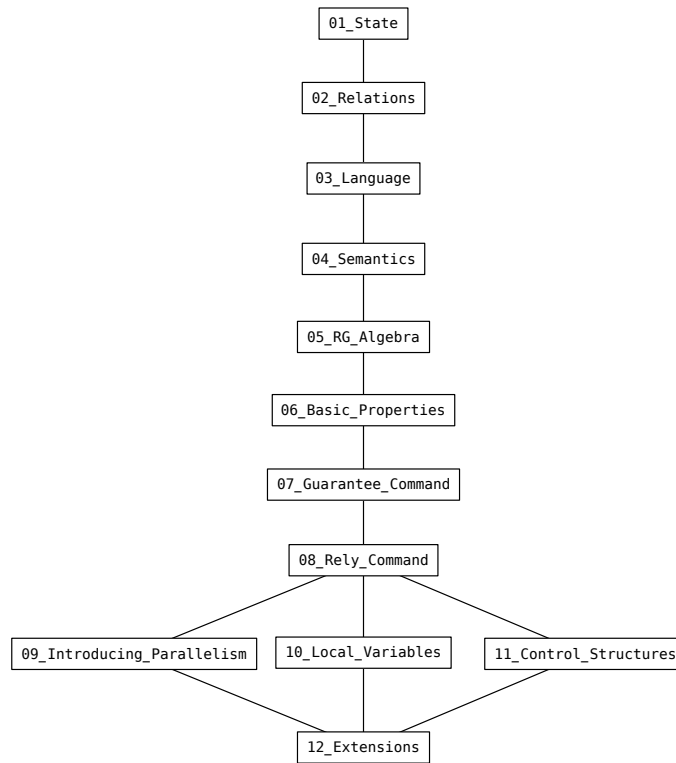 01_State
02_Relations
03_Language
04_Semantics
05_RG_Algebra
06_Basic_Properties
07_Guarantee_Command
08_Rely_Command
09_Introducing_Parallelism
10_Local_Variables
11_Control_Structures
12_Extensions